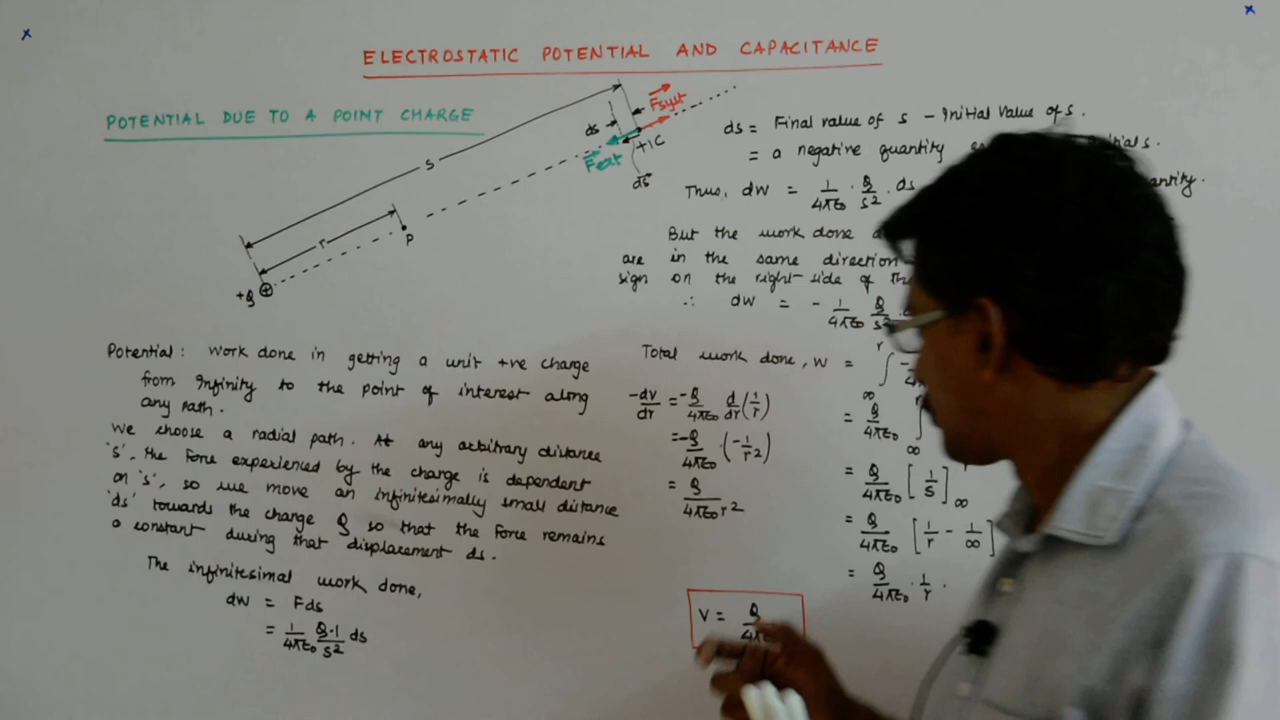 ELECTROSTATIC POTENTIAL AND CAPACITANCE
POTENTIAL DUE TO A POINT CHARGE
ds
Fsyst
Fext
+1C
ds
s
r
P
+Q
Potential: Work done in getting a unit +ve charge
from Infinity to the point of interest along
any path.
We choose a radial path. At any arbitrary distance
's', the force experienced by the charge is dependent
on 's', so we move an infinitesimally small distance
'ds' towards the charge Q so that the force remains
a constant during that displacement ds.
The infinitesimal work done,
dW = Fds
= 1/4πε₀ Q·1/s² ds
ds = Final value of s - Initial value of s.
= a negative quantity
Thus, dW = 1/4πε₀ · Q/s² · ds
But the work done
are in the same direction
sign on the right side of
∴ dW = - 1/4πε₀ Q/s²
Total work done, W = ∫
-dv/dr = -Q/4πε₀ d/dr (1/r)
= -Q/4πε₀ · (-1/r²)
= Q/4πε₀r²
= Q/4πε₀ ∫
= Q/4πε₀ [1/s] ∞
= Q/4πε₀ [1/r - 1/∞]
= Q/4πε₀ · 1/r.
V = Q